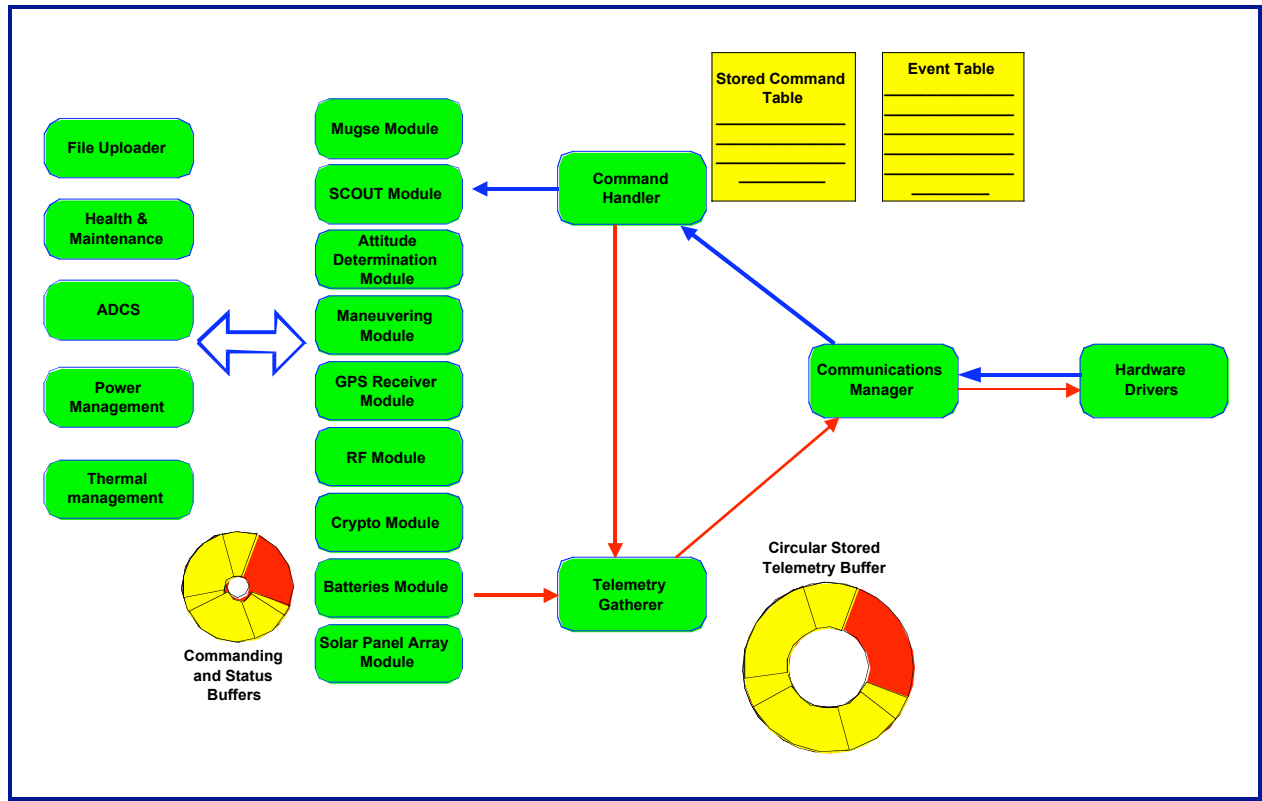 File Uploader
Health &
Maintenance
ADCS
Power
Management
Thermal
management
Commanding
and Status
Buffers
Mugse Module
SCOUT Module
Attitude
Determination
Module
Maneuvering
Module
GPS Receiver
Module
RF Module
Crypto Module
Batteries Module
Solar Panel Array
Module
Command
Handler
Telemetry
Gatherer
Stored Command
Table
Event Table
Communications
Manager
Hardware
Drivers
Circular Stored
Telemetry Buffer